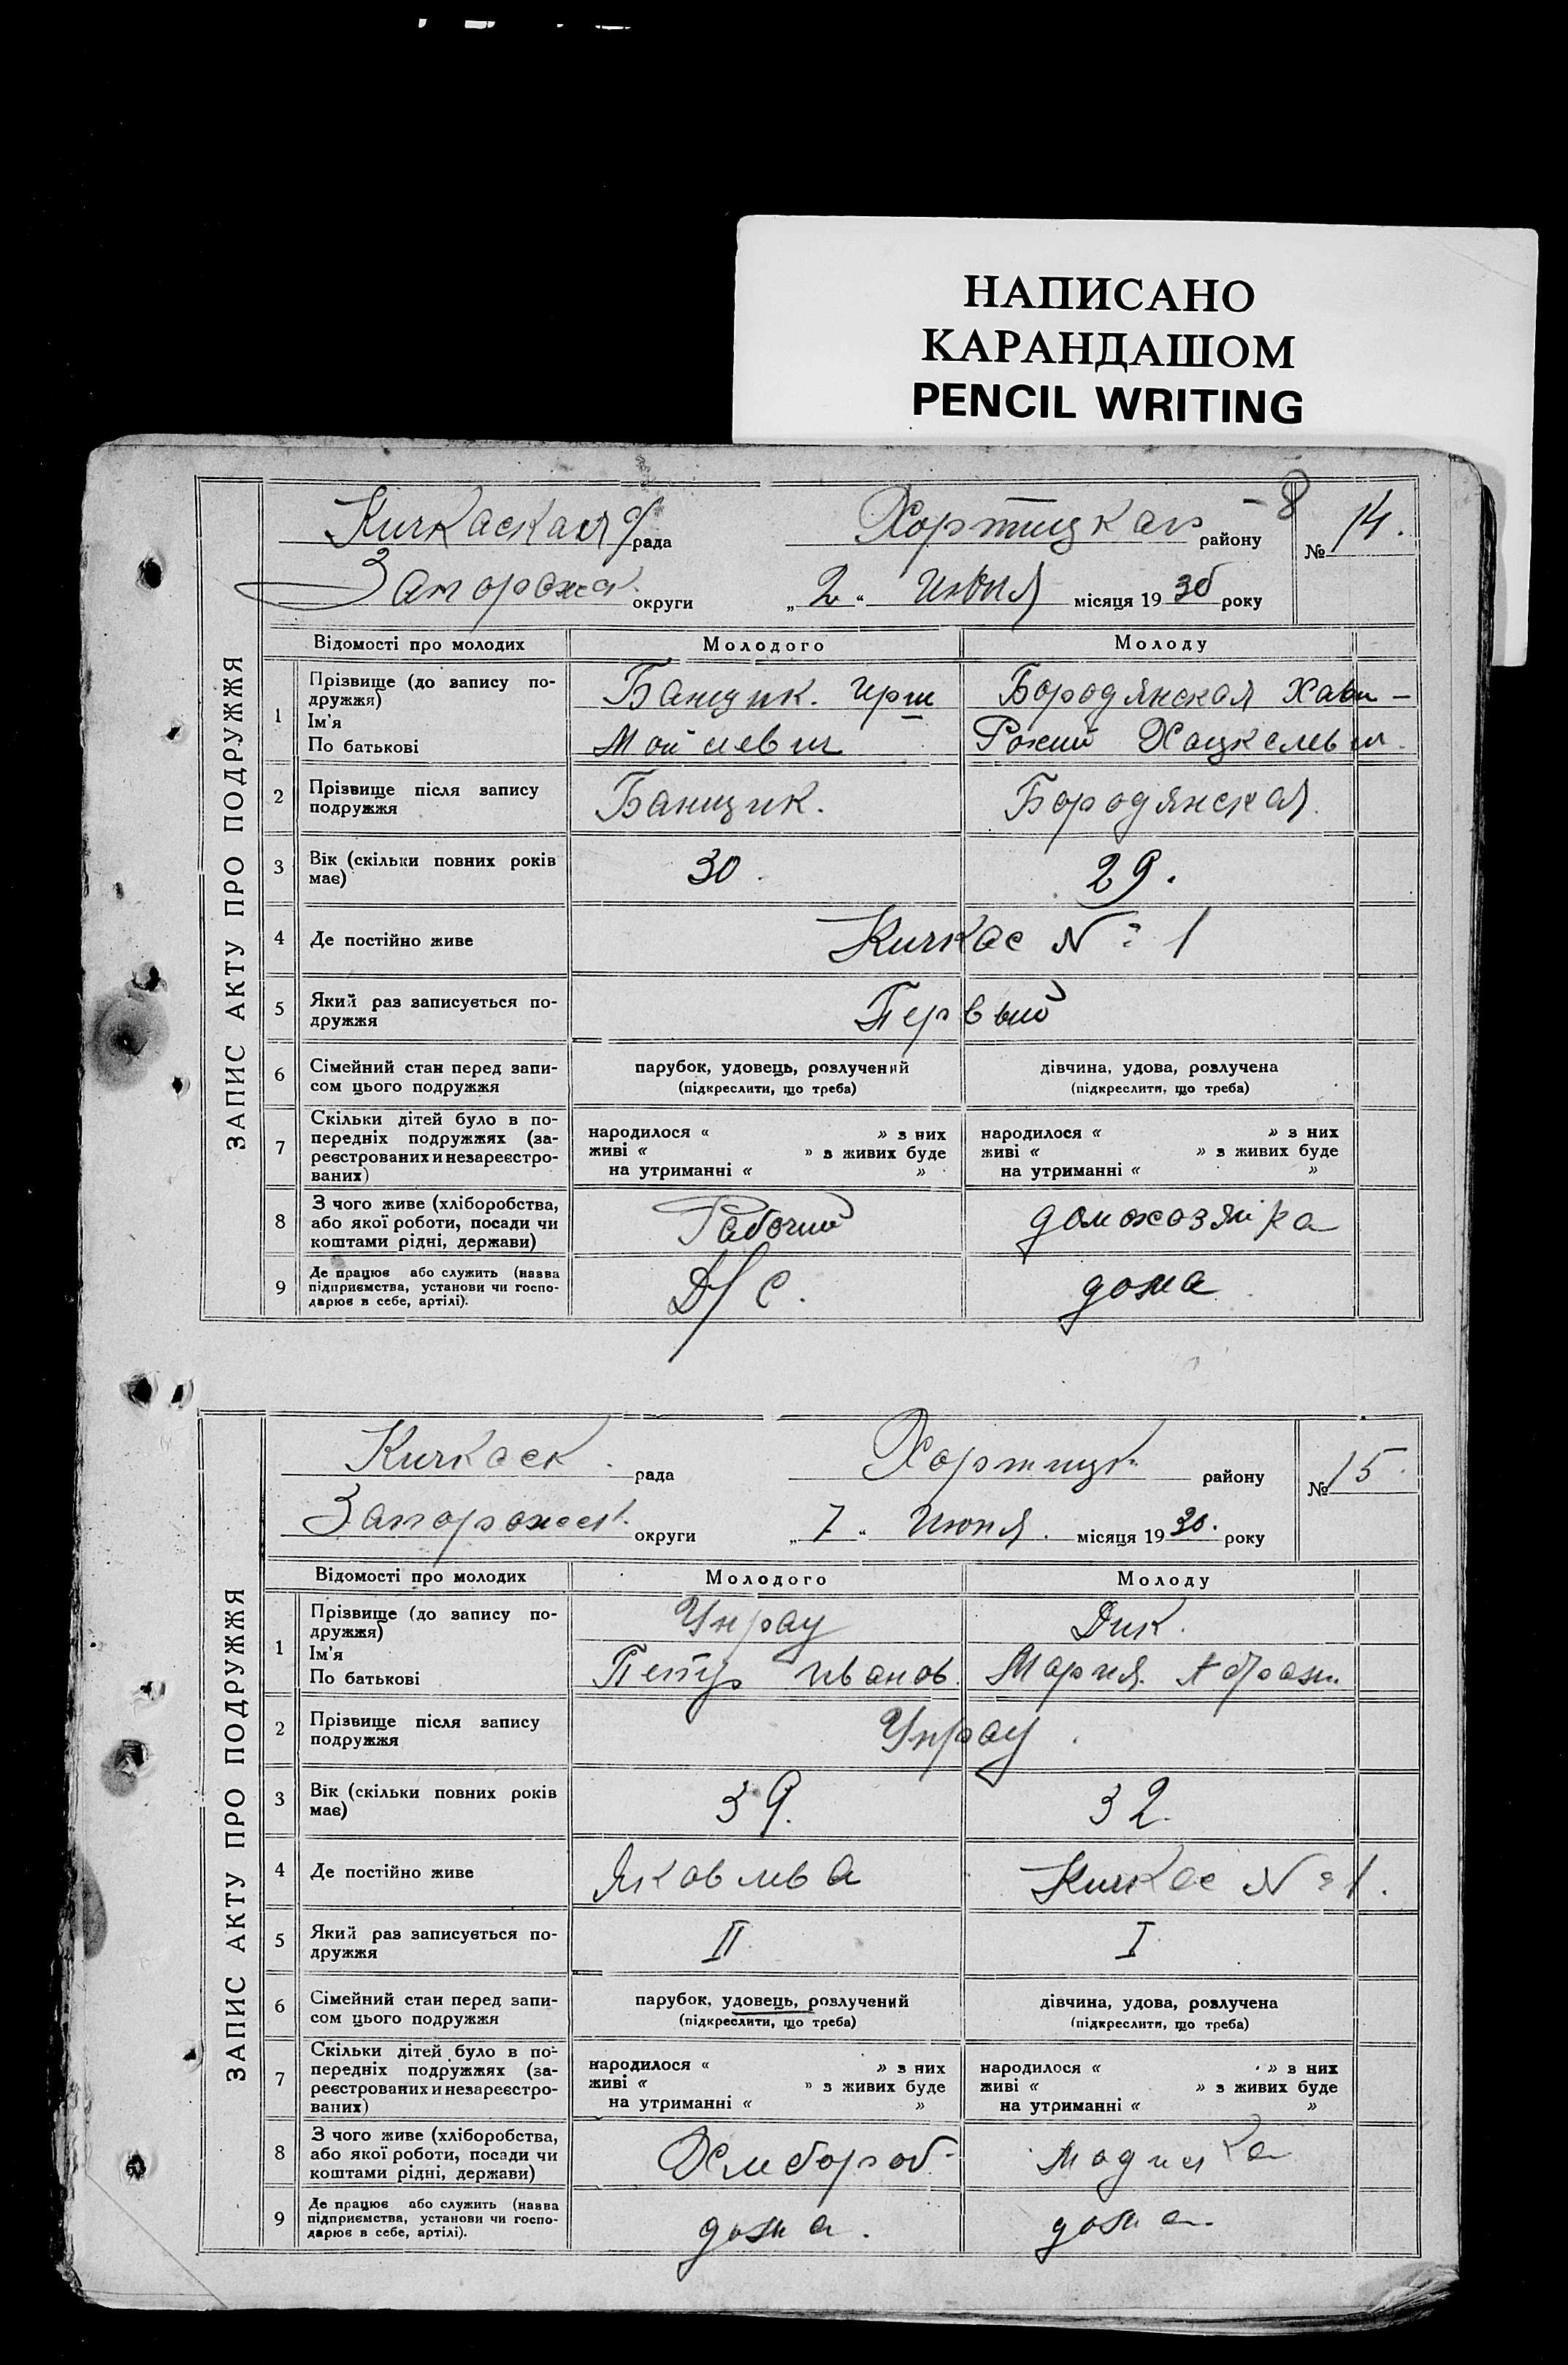 НАПИСАНО
КАРАНДАШОМ
PENCIL WRITING
8
ЗАПИС АКТУ ПРО ПОДРУЖЖЯ
Кичкаская с/рада Хортицкаго району № 14.
Запорожск. округи „2“ Июня місяця 1930 року
Відомості про молодих Молодого Молоду
1 Прізвище (до запису по-
дружжя)
Ім'я
По батькові
Банщик. Ирш Бородянская Хави-
Мойсевич Рохий Хацкелевич.
2 Прізвище після запису
подружжя
Банщик. Бородянская.
3 Вік (скільки повних років
має)
30. 29.
4 Де постійно живе Кичкас № 1
5 Який раз записується по-
дружжя
Первый
6 Сімейний стан перед запи-
сом цього подружжя
парубок, удовець, розлучений
(підкреслити, що треба)
дівчина, удова, розлучена
(підкреслити, що треба)
7 Скільки дітей було в по-
передніх подружжях (за-
реєстрованих и незареєстро-
ваних)
народилося « » з них
живі « » з живих буде
на утриманні « »
народилося « » з них
живі « » з живих буде
на утриманні « »
8 З чого живе (хліборобства,
або якої роботи, посади чи
коштами рідні, держави)
Рабочий домохозяйка
9 Де працює або служить (назва
підприємства, установи чи госпо-
дарює в себе, артілі).
Д/С. дома
ЗАПИС АКТУ ПРО ПОДРУЖЖЯ
Кичкаск. рада Хортицк. району № 15.
Запорожск. округи „7“ Июня. місяця 1930. року
Відомості про молодих Молодого Молоду
1 Прізвище (до запису по-
дружжя)
Ім'я
По батькові
Унрау Дик.
Петр Иванов. Мария Абрам.
2 Прізвище після запису
подружжя
Унрау.
3 Вік (скільки повних років
має)
39. 32.
4 Де постійно живе Яковлева Кичкас № 1.
5 Який раз записується по-
дружжя
II I
6 Сімейний стан перед запи-
сом цього подружжя
парубок, удовець, розлучений
(підкреслити, що треба)
дівчина, удова, розлучена
(підкреслити, що треба)
7 Скільки дітей було в по-
передніх подружжях (за-
реєстрованих и незареєстро-
ваних)
народилося « » з них
живі « » з живих буде
на утриманні « »
народилося « » з них
живі « » з живих буде
на утриманні « »
8 З чого живе (хліборобства,
або якої роботи, посади чи
коштами рідні, держави)
Хлебороб. Модистка
9 Де працює або служить (назва
підприємства, установи чи госпо-
дарює в себе, артілі).
дома. дома.